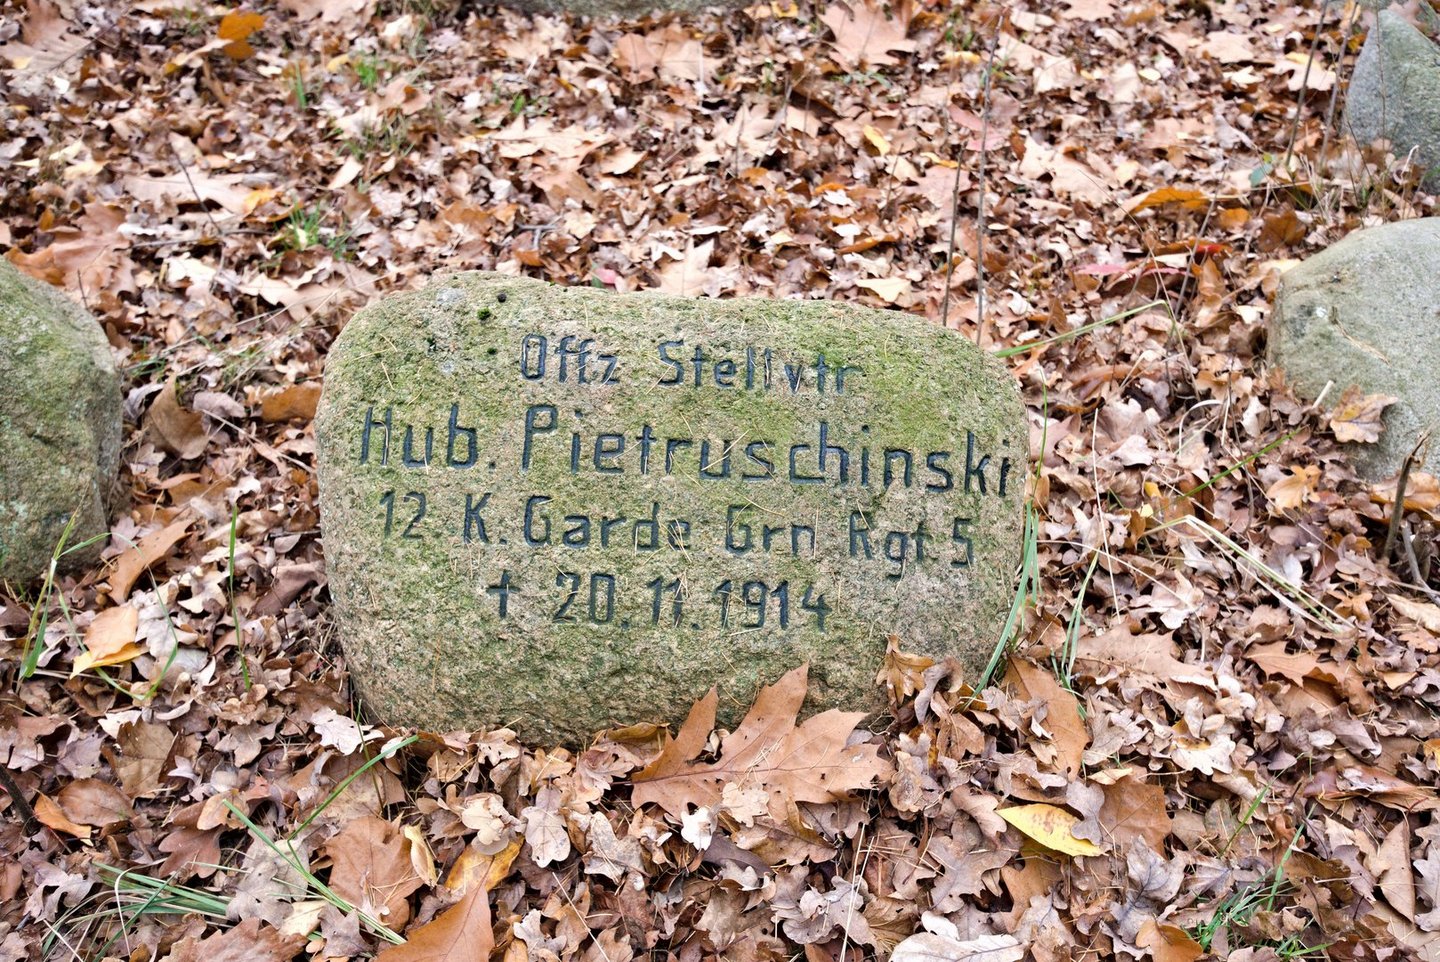 Offz Stellvtr
Hub. Pietruschinski
12. K. Garde Grn Rgt 5
† 20.11.1914